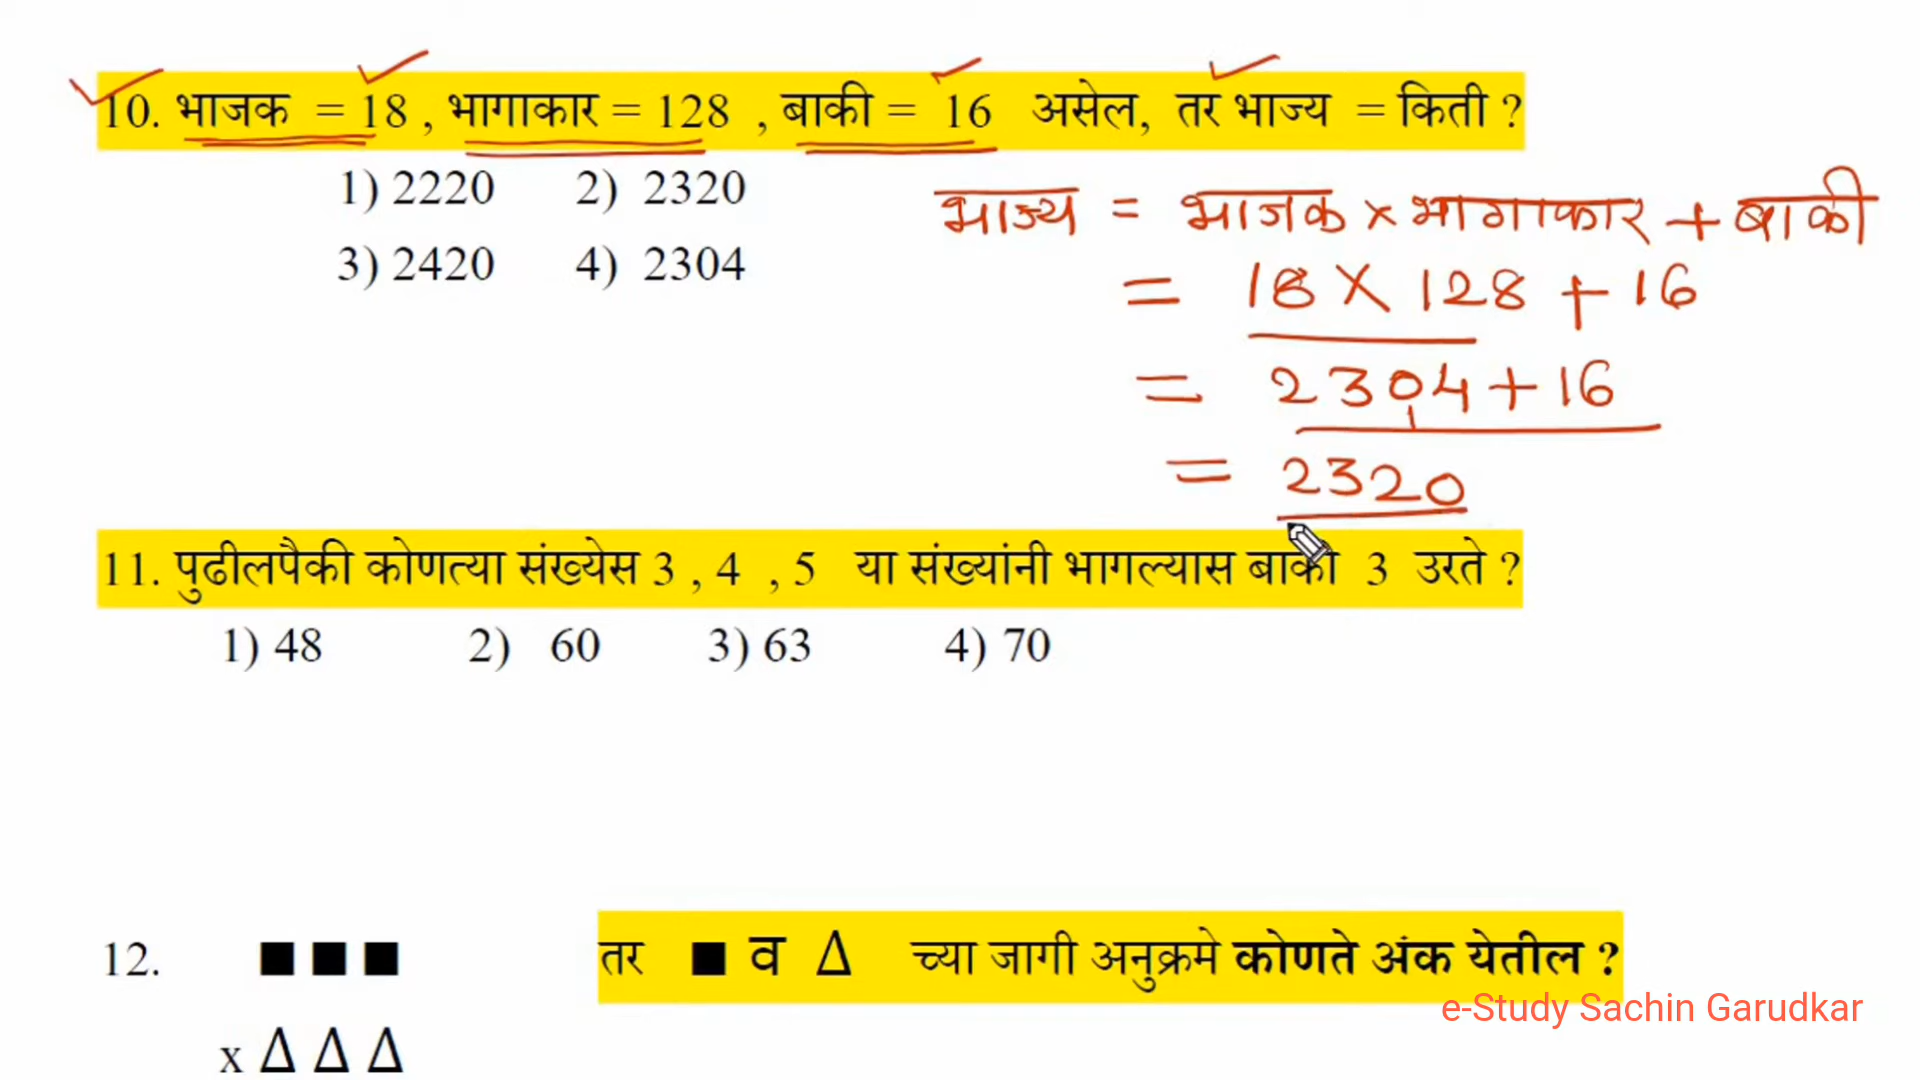 10. भाजक = 18 , भागाकार = 128 , बाकी = 16 असेल, तर भाज्य = किती ?
1) 2220 2) 2320
3) 2420 4) 2304
भाज्य = भाजक × भागाकार + बाकी
= 18 × 128 + 16
= 2304 + 16
= 2320
11. पुढीलपैकी कोणत्या संख्येस 3 , 4 , 5 या संख्यांनी भागल्यास बाकी 3 उरते ?
1) 48 2) 60 3) 63 4) 70
12. ■ ■ ■ तर ■ व Δ च्या जागी अनुक्रमे कोणते अंक येतील ?
x Δ Δ Δ
e-Study Sachin Garudkar